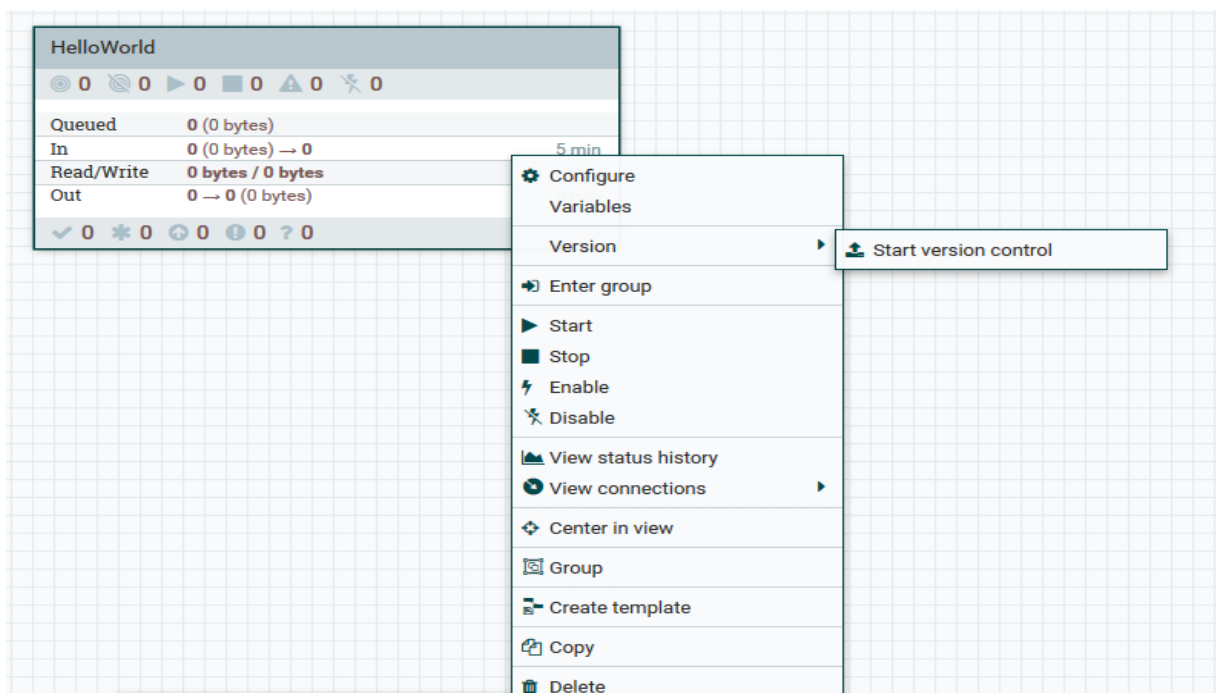 HelloWorld
0 0 0 0 0 0
Queued 0 (0 bytes)
In 0 (0 bytes) → 0 5 min
Read/Write 0 bytes / 0 bytes
Out 0 → 0 (0 bytes)
0 0 0 0 ? 0
Configure
Variables
Version
Start version control
Enter group
Start
Stop
Enable
Disable
View status history
View connections
Center in view
Group
Create template
Copy
Delete